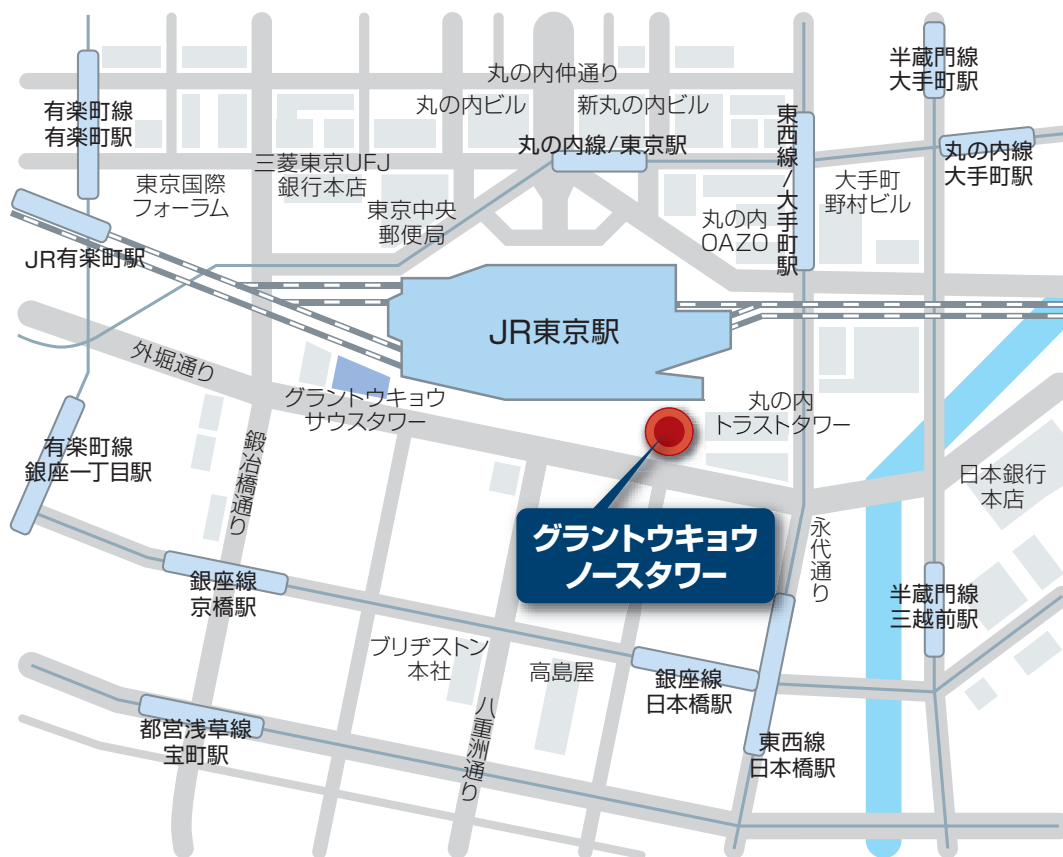 半蔵門線
大手町駅
丸の内仲通り
有楽町線
有楽町駅
丸の内ビル
新丸の内ビル
丸の内線/東京駅
東西線/大手町駅
丸の内線
大手町駅
三菱東京UFJ
銀行本店
東京国際
フォーラム
大手町
野村ビル
東京中央
郵便局
丸の内
OAZO
JR有楽町駅
JR東京駅
外堀通り
グラントウキョウ
サウスタワー
丸の内
トラストタワー
有楽町線
銀座一丁目駅
鍛冶橋通り
日本銀行
本店
グラントウキョウ
ノースタワー
永代通り
銀座線
京橋駅
半蔵門線
三越前駅
ブリヂストン
本社
高島屋
銀座線
日本橋駅
八重洲通り
都営浅草線
宝町駅
東西線
日本橋駅